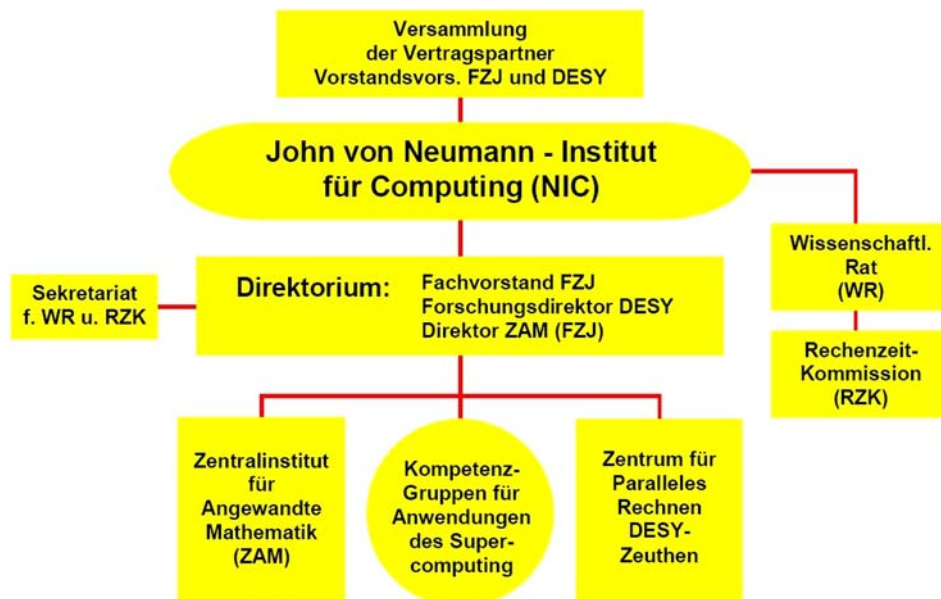 Versammlung
der Vertragspartner
Vorstandsvors. FZJ und DESY
John von Neumann - Institut
für Computing (NIC)
Wissenschaftl.
Rat
(WR)
Sekretariat
f. WR u. RZK
Direktorium: Fachvorstand FZJ
Forschungsdirektor DESY
Direktor ZAM (FZJ)
Rechenzeit-
Kommission
(RZK)
Zentralinstitut
für
Angewandte
Mathematik
(ZAM)
Kompetenz-
Gruppen für
Anwendungen
des Super-
computing
Zentrum für
Paralleles
Rechnen
DESY-
Zeuthen